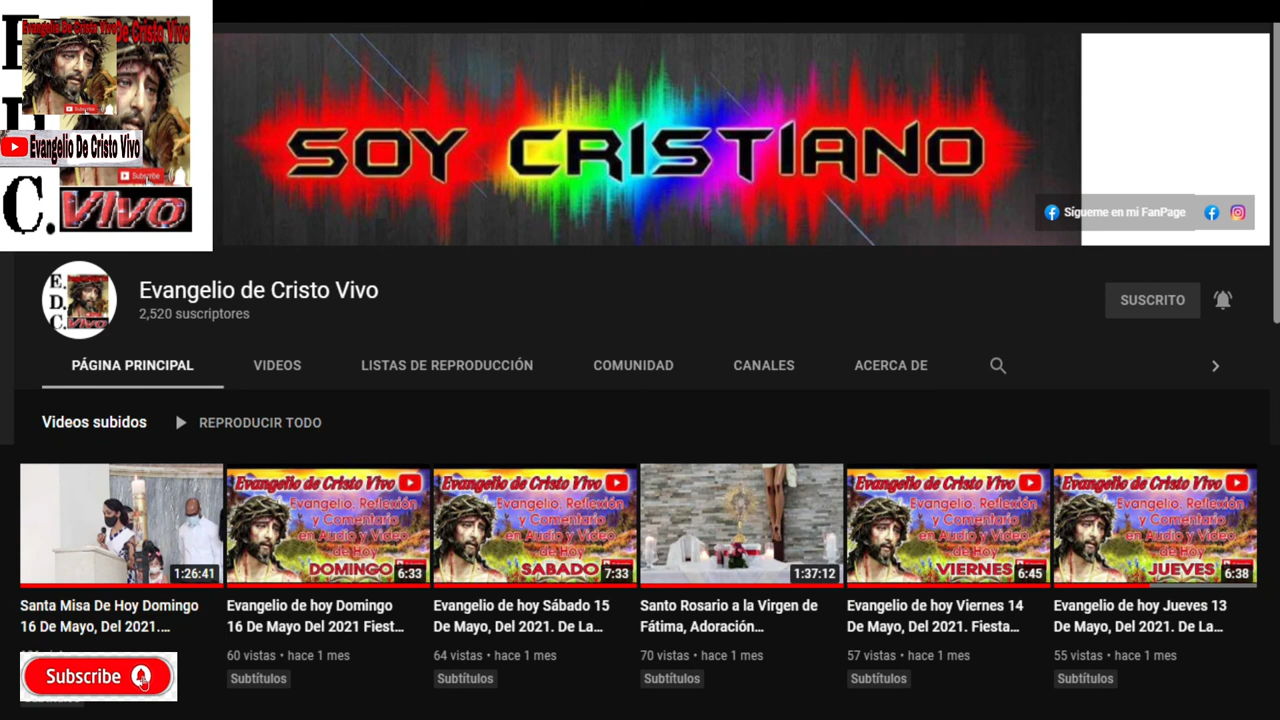 Evangelio De Cristo Vivo
De Cristo Vivo
Subscribe
Evangelio De Cristo Vivo
Subscribe
C. Vivo
SOY CRISTIANO
Sígueme en mi FanPage
E.
D.
C. Vivo
Evangelio de Cristo Vivo
2,520 suscriptores
SUSCRITO
PÁGINA PRINCIPAL VIDEOS LISTAS DE REPRODUCCIÓN COMUNIDAD CANALES ACERCA DE
Videos subidos REPRODUCIR TODO
1:26:41
Evangelio de Cristo Vivo
Evangelio, Reflexión
y Comentario
en Audio y Video
de Hoy
DOMINGO 6:33
Evangelio de Cristo Vivo
Evangelio, Reflexión
y Comentario
en Audio y Video
de Hoy
SABADO 7:33
1:37:12
Evangelio de Cristo Vivo
Evangelio, Reflexión
y Comentario
en Audio y Video
de Hoy
VIERNES 6:45
Evangelio de Cristo Vivo
Evangelio, Reflexión
y Comentario
en Audio y Video
de Hoy
JUEVES 6:38
Santa Misa De Hoy Domingo
16 De Mayo, Del 2021....
Evangelio de hoy Domingo
16 De Mayo Del 2021 Fiest...
60 vistas • hace 1 mes
Subtítulos
Evangelio de hoy Sábado 15
De Mayo, Del 2021. De La...
64 vistas • hace 1 mes
Subtítulos
Santo Rosario a la Virgen de
Fátima, Adoración...
70 vistas • hace 1 mes
Subtítulos
Evangelio de hoy Viernes 14
De Mayo, Del 2021. Fiesta...
57 vistas • hace 1 mes
Subtítulos
Evangelio de hoy Jueves 13
De Mayo, Del 2021. De La...
55 vistas • hace 1 mes
Subtítulos
Subscribe